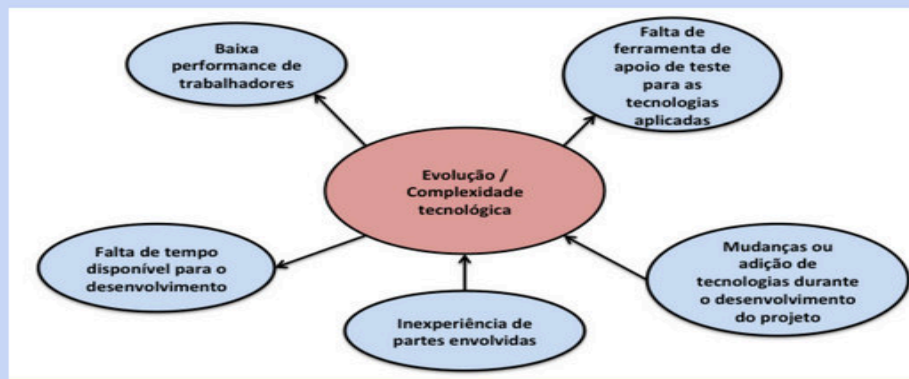 Baixa
performance de
trabalhadores
Falta de
ferramenta de
apoio de teste
para as
tecnologias
aplicadas
Evolução /
Complexidade
tecnológica
Falta de tempo
disponível para o
desenvolvimento
Inexperiência de
partes envolvidas
Mudanças ou
adição de
tecnologias durante
o desenvolvimento
do projeto